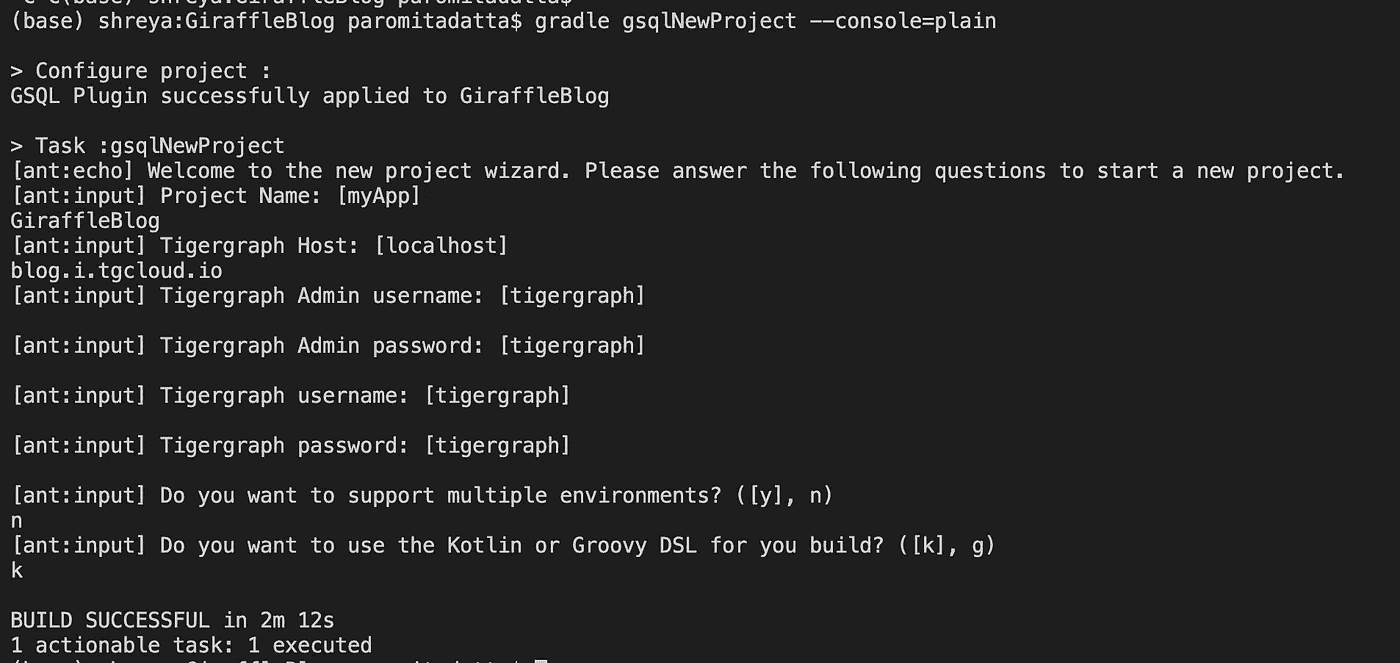 (base) shreya:GiraffleBlog paromitadatta$ gradle gsqlNewProject --console=plain
> Configure project :
GSQL Plugin successfully applied to GiraffleBlog
> Task :gsqlNewProject
[ant:echo] Welcome to the new project wizard. Please answer the following questions to start a new project.
[ant:input] Project Name: [myApp]
GiraffleBlog
[ant:input] Tigergraph Host: [localhost]
blog.i.tgcloud.io
[ant:input] Tigergraph Admin username: [tigergraph]
[ant:input] Tigergraph Admin password: [tigergraph]
[ant:input] Tigergraph username: [tigergraph]
[ant:input] Tigergraph password: [tigergraph]
[ant:input] Do you want to support multiple environments? ([y], n)
n
[ant:input] Do you want to use the Kotlin or Groovy DSL for you build? ([k], g)
k
BUILD SUCCESSFUL in 2m 12s
1 actionable task: 1 executed